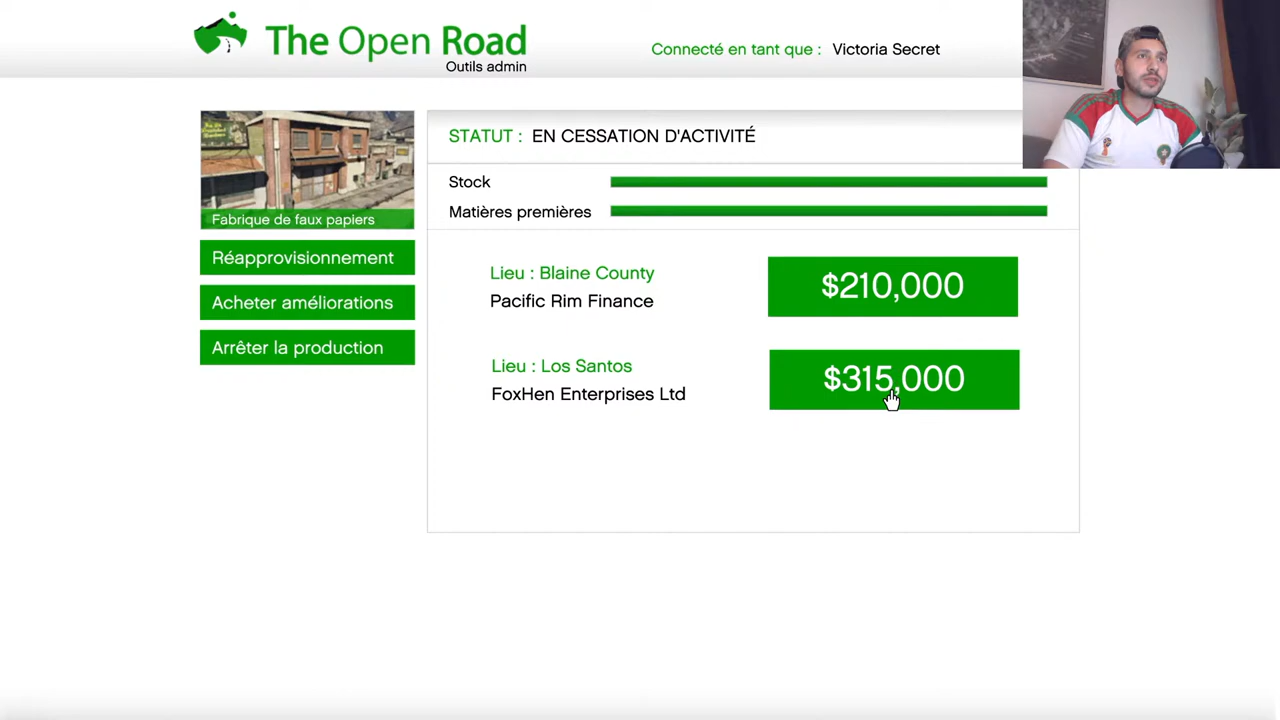 The Open Road
Outils admin
Connecté en tant que : Victoria Secret
Fabrique de faux papiers
Réapprovisionnement
Acheter améliorations
Arrêter la production
STATUT : EN CESSATION D'ACTIVITÉ
Stock
Matières premières
Lieu : Blaine County
Pacific Rim Finance
$210,000
Lieu : Los Santos
FoxHen Enterprises Ltd
$315,000